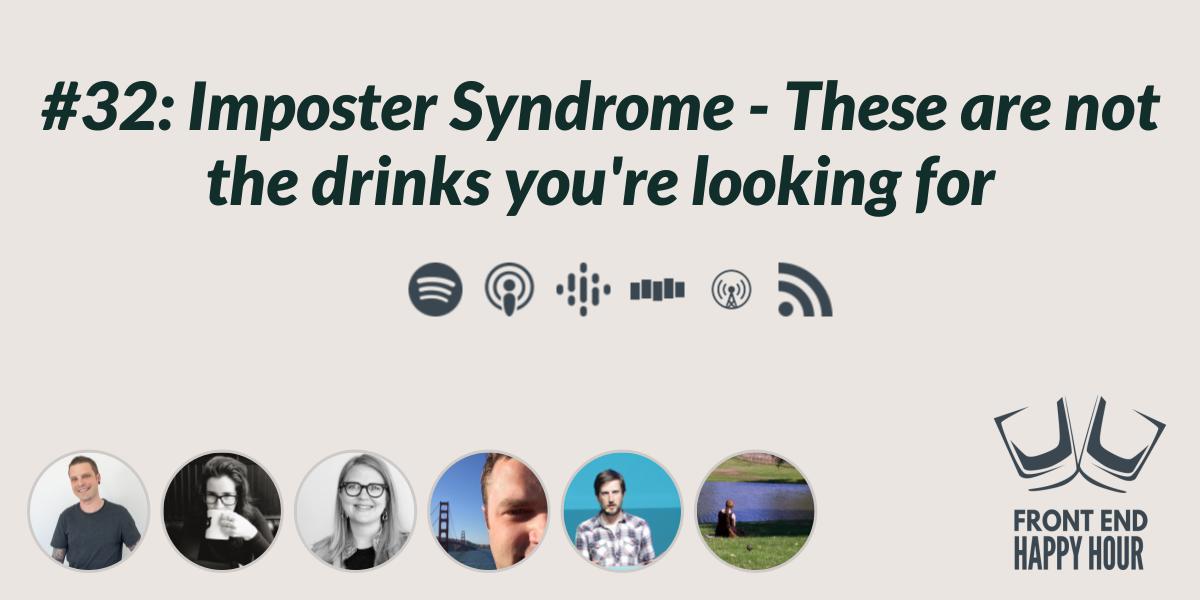 #32: Imposter Syndrome - These are not
the drinks you're looking for
FRONT END
HAPPY HOUR